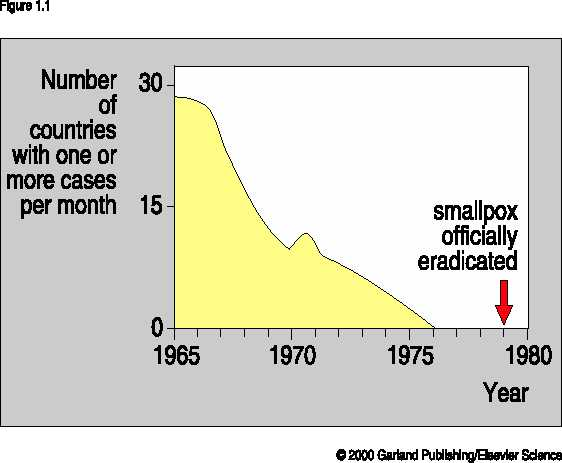 Figure 1.1
Number
of
countries
with one or
more cases
per month
30
15
0
smallpox
officially
eradicated
1965
1970
1975
1980
Year
© 2000 Garland Publishing/Elsevier Science